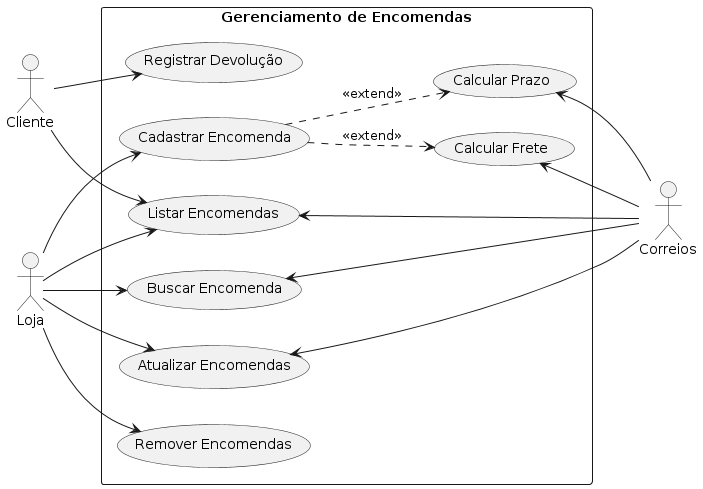 Gerenciamento de Encomendas
Registrar Devolução
Calcular Prazo
«extend»
Cliente
Cadastrar Encomenda
«extend»
Calcular Frete
Listar Encomendas
Correios
Buscar Encomenda
Loja
Atualizar Encomendas
Remover Encomendas